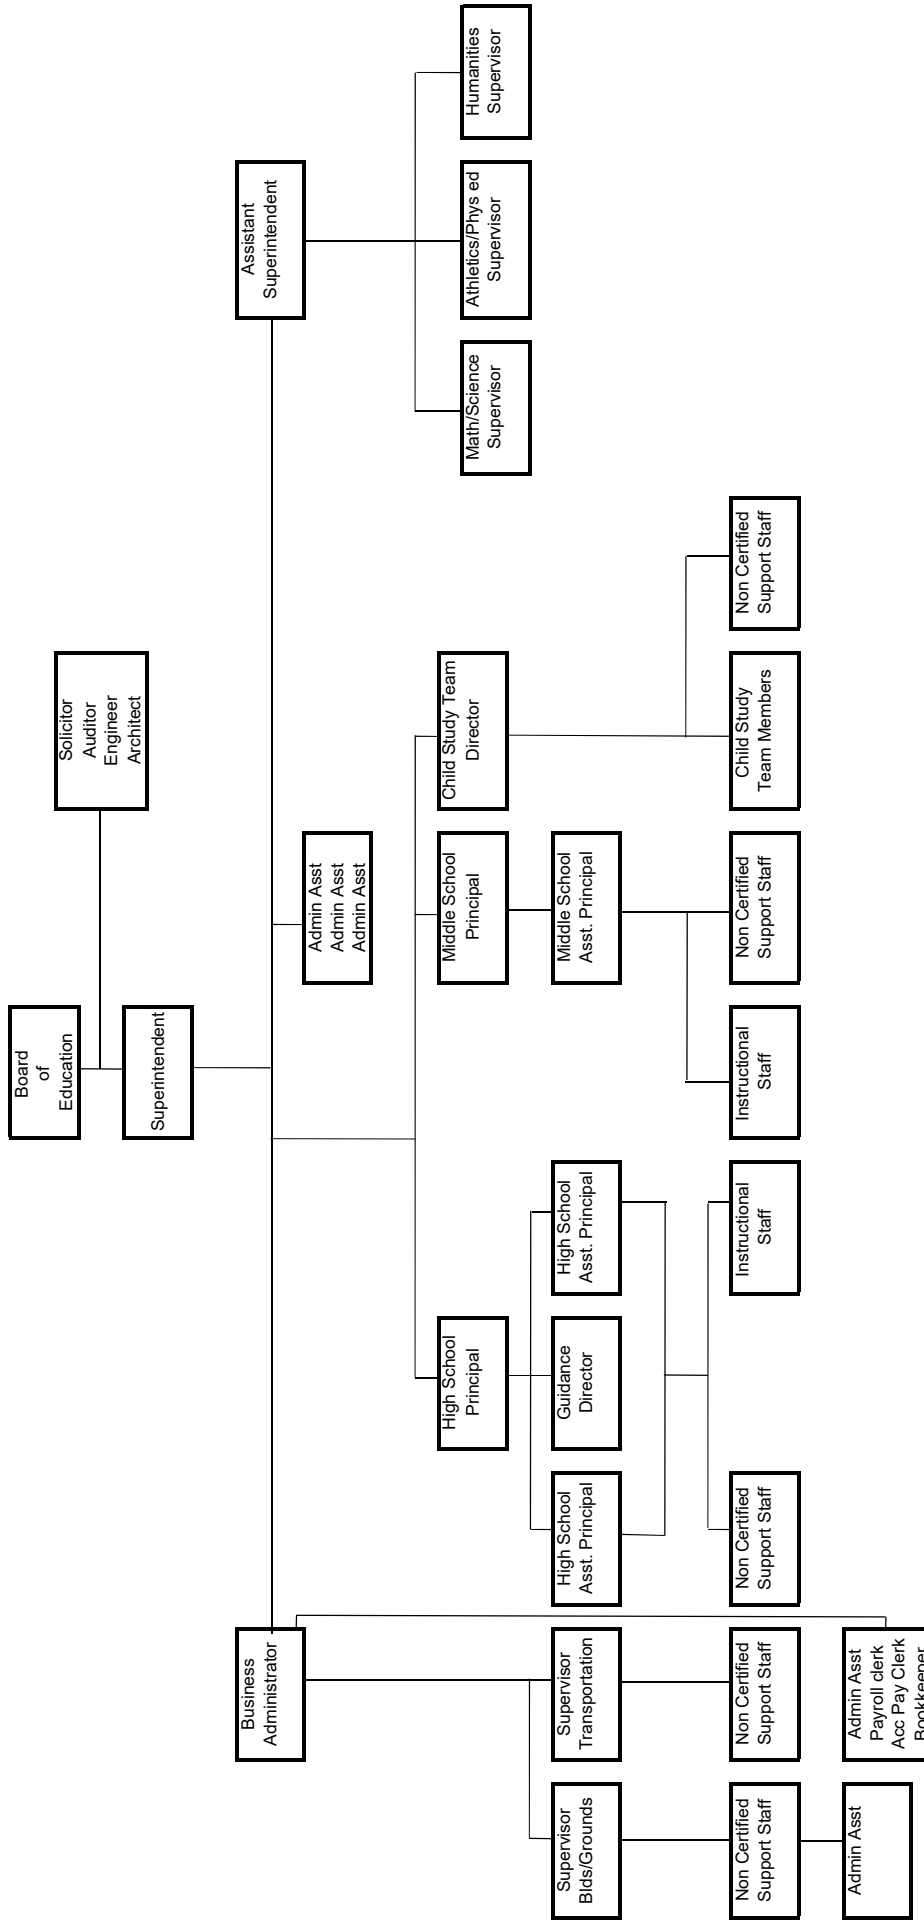 Board
of
Education
Solicitor
Auditor
Engineer
Architect
Superintendent
Business
Administrator
Assistant
Superintendent
Admin Asst
Admin Asst
Admin Asst
High School
Principal
Middle School
Principal
Child Study Team
Director
Math/Science
Supervisor
Athletics/Phys ed
Supervisor
Humanities
Supervisor
Supervisor
Blds/Grounds
Supervisor
Transportation
High School
Asst. Principal
Guidance
Director
High School
Asst. Principal
Middle School
Asst. Principal
Non Certified
Support Staff
Non Certified
Support Staff
Non Certified
Support Staff
Instructional
Staff
Instructional
Staff
Non Certified
Support Staff
Child Study
Team Members
Non Certified
Support Staff
Admin Asst
Admin Asst
Payroll clerk
Acc Pay Clerk
Bookkeeper